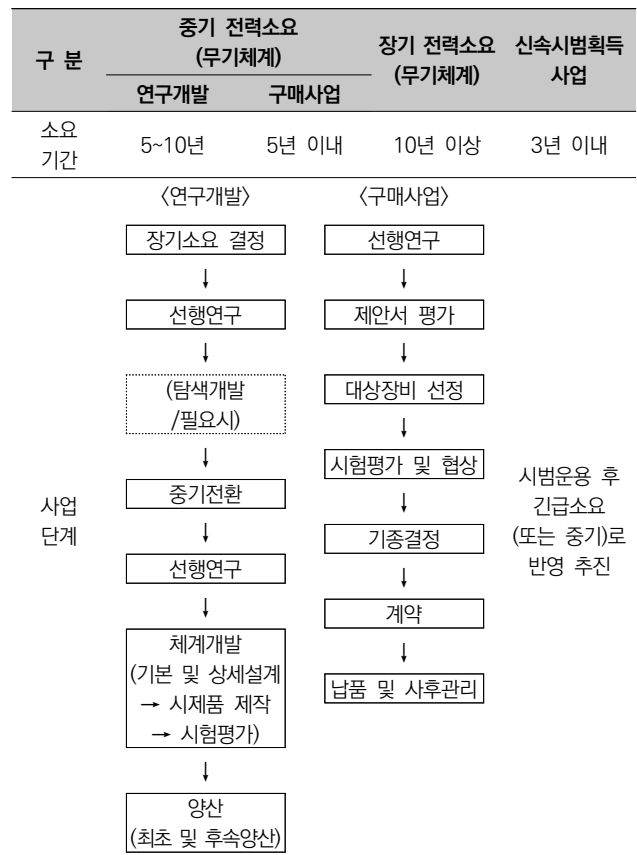 구 분
중기 전력소요
(무기체계)
연구개발
구매사업
장기 전력소요
(무기체계)
신속시범획득
사업
소요
기간
5~10년
5년 이내
10년 이상
3년 이내
사업
단계
〈연구개발〉
장기소요 결정
↓
선행연구
↓
(탐색개발
/필요시)
↓
중기전환
↓
선행연구
↓
체계개발
(기본 및 상세설계
→ 시제품 제작
→ 시험평가)
↓
양산
(최초 및 후속양산)
〈구매사업〉
선행연구
↓
제안서 평가
↓
대상장비 선정
↓
시험평가 및 협상
↓
기종결정
↓
계약
↓
납품 및 사후관리
시범운용 후
긴급소요
(또는 중기)로
반영 추진